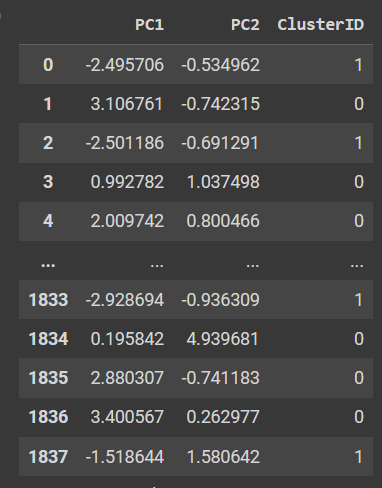 PC1 PC2 ClusterID
0 -2.495706 -0.534962 1
1 3.106761 -0.742315 0
2 -2.501186 -0.691291 1
3 0.992782 1.037498 0
4 2.009742 0.800466 0
... ... ... ...
1833 -2.928694 -0.936309 1
1834 0.195842 4.939681 0
1835 2.880307 -0.741183 0
1836 3.400567 0.262977 0
1837 -1.518644 1.580642 1